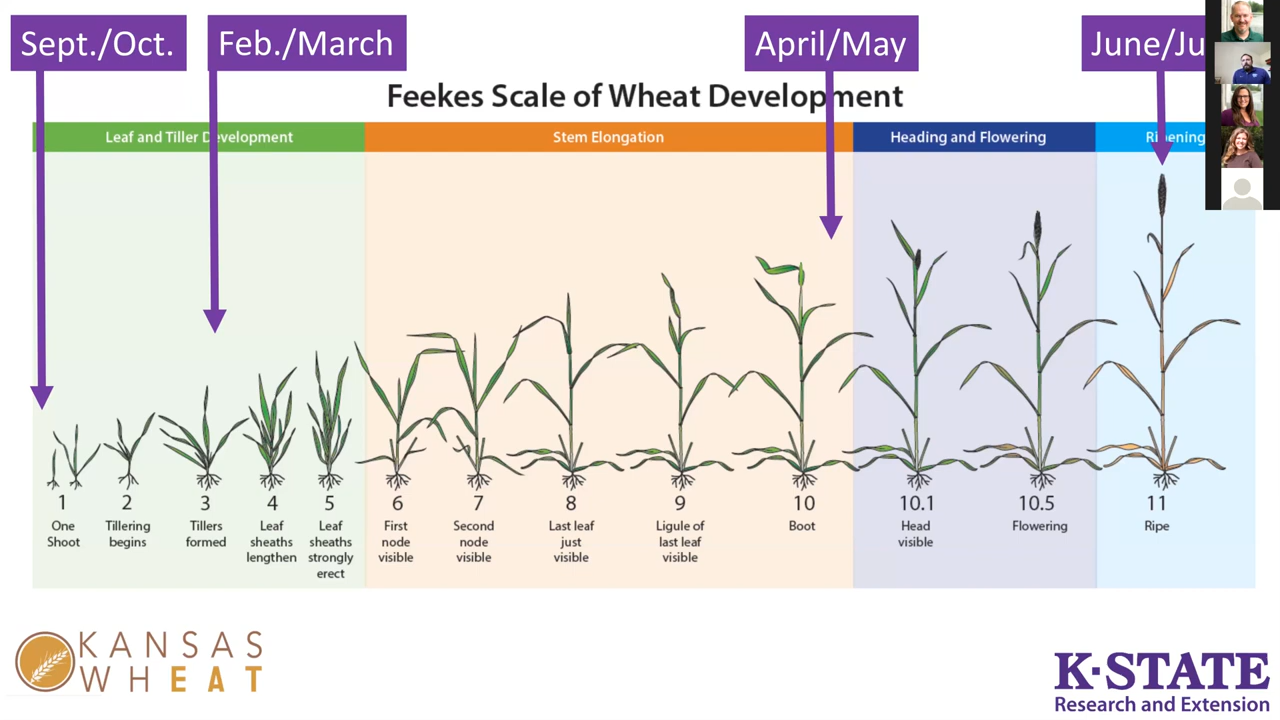 Sept./Oct.
Feb./March
April/May
June/Ju
Feekes Scale of Wheat Development
Leaf and Tiller Development
Stem Elongation
Heading and Flowering
Ripening
1
One
Shoot
2
Tillering
begins
3
Tillers
formed
4
Leaf
sheaths
lengthen
5
Leaf
sheaths
strongly
erect
6
First
node
visible
7
Second
node
visible
8
Last leaf
just
visible
9
Ligule of
last leaf
visible
10
Boot
10.1
Head
visible
10.5
Flowering
11
Ripe
KANSAS
WHEAT
K-STATE
Research and Extension